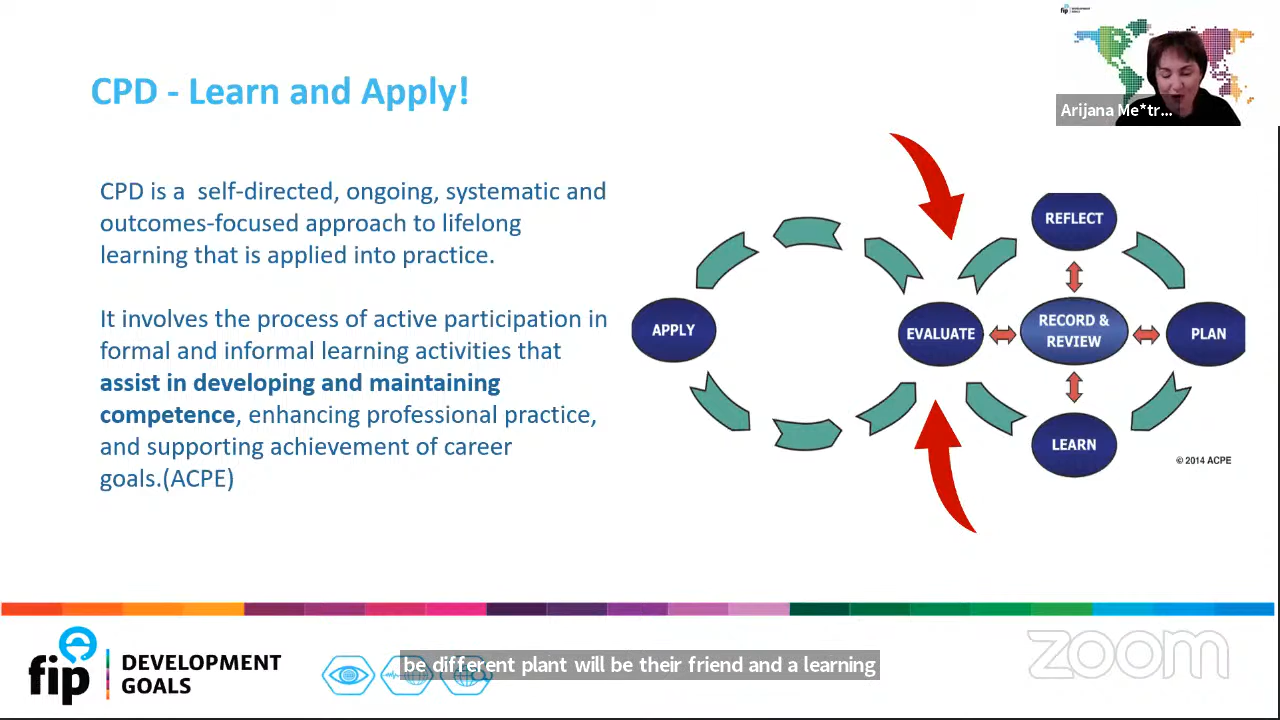 fip DEVELOPMENT
GOALS
Arijana Me*tr...
CPD - Learn and Apply!
CPD is a self-directed, ongoing, systematic and
outcomes-focused approach to lifelong
learning that is applied into practice.
It involves the process of active participation in
formal and informal learning activities that
assist in developing and maintaining
competence, enhancing professional practice,
and supporting achievement of career
goals.(ACPE)
REFLECT
APPLY
EVALUATE
RECORD &
REVIEW
PLAN
LEARN
© 2014 ACPE
fip
DEVELOPMENT
GOALS
be different plant will be their friend and a learning
zoom